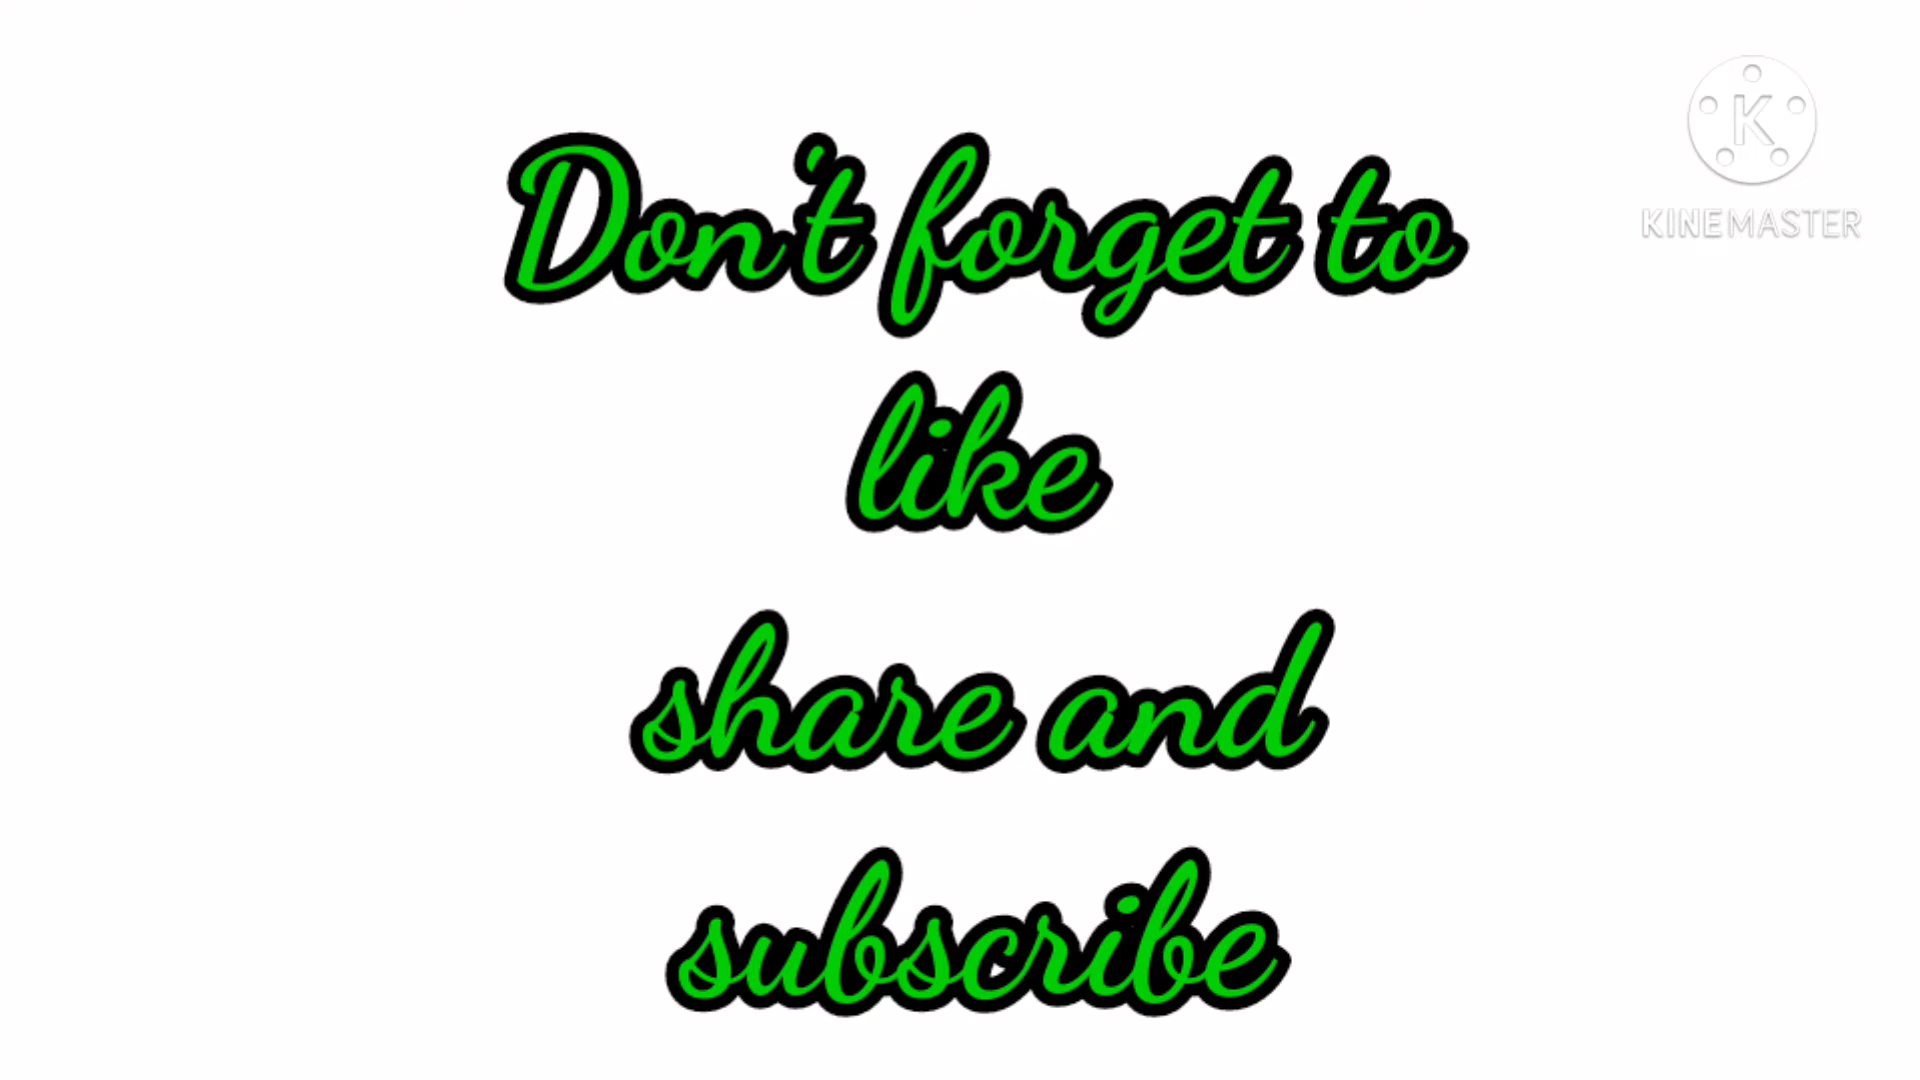 Don't forget to
like
share and
subscribe
K
KINEMASTER